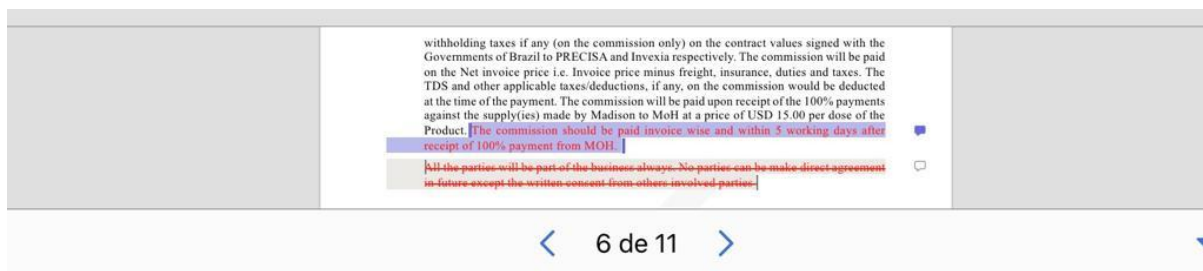 withholding taxes if any (on the commission only) on the contract values signed with the
Governments of Brazil to PRECISA and Invexia respectively. The commission will be paid
on the Net invoice price i.e. Invoice price minus freight, insurance, duties and taxes. The
TDS and other applicable taxes/deductions, if any, on the commission would be deducted
at the time of the payment. The commission will be paid upon receipt of the 100% payments
against the supply(ies) made by Madison to MoH at a price of USD 15.00 per dose of the
Product. The commission should be paid invoice wise and within 5 working days after
receipt of 100% payment from MOH.
All the parties will be part of the business always. No parties can be make direct agreement
in future except the written consent from others involved parties.
6 de 11